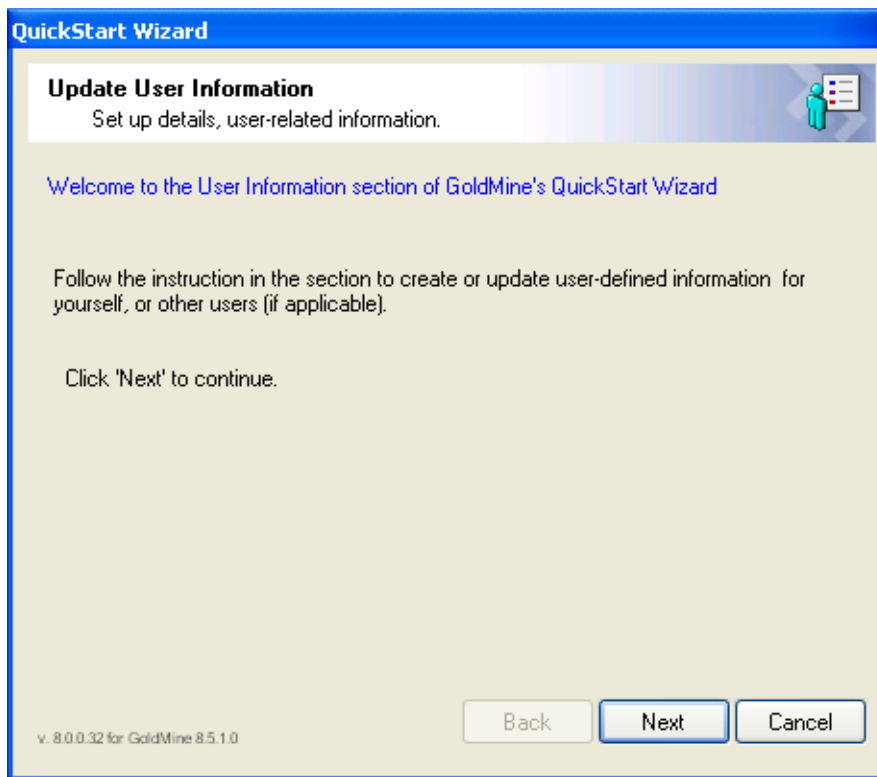 QuickStart Wizard
Update User Information
Set up details, user-related information.
Welcome to the User Information section of GoldMine's QuickStart Wizard
Follow the instruction in the section to create or update user-defined information for
yourself, or other users (if applicable).
Click 'Next' to continue.
Back
Next
Cancel
v. 8.0.0.32 for GoldMine 8.5.1.0